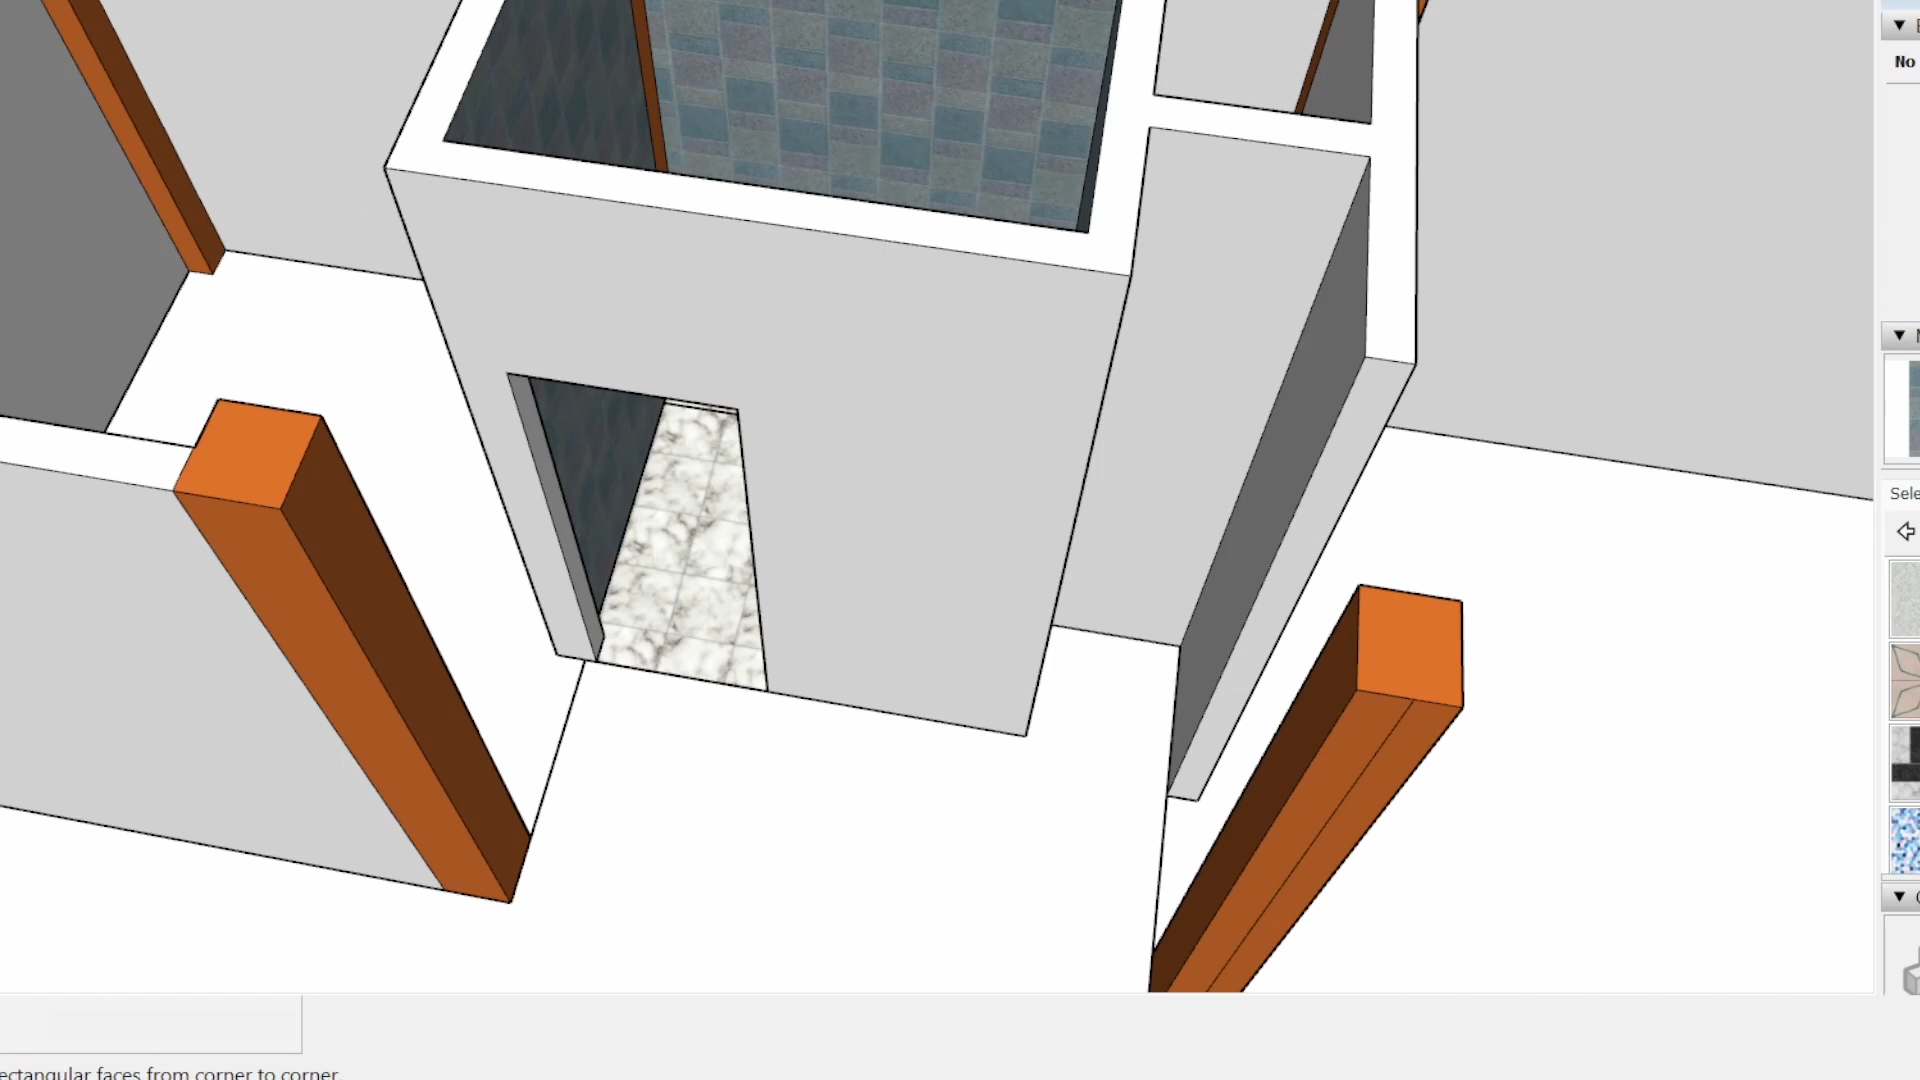 No
Sele
ectangular faces from corner to corner.